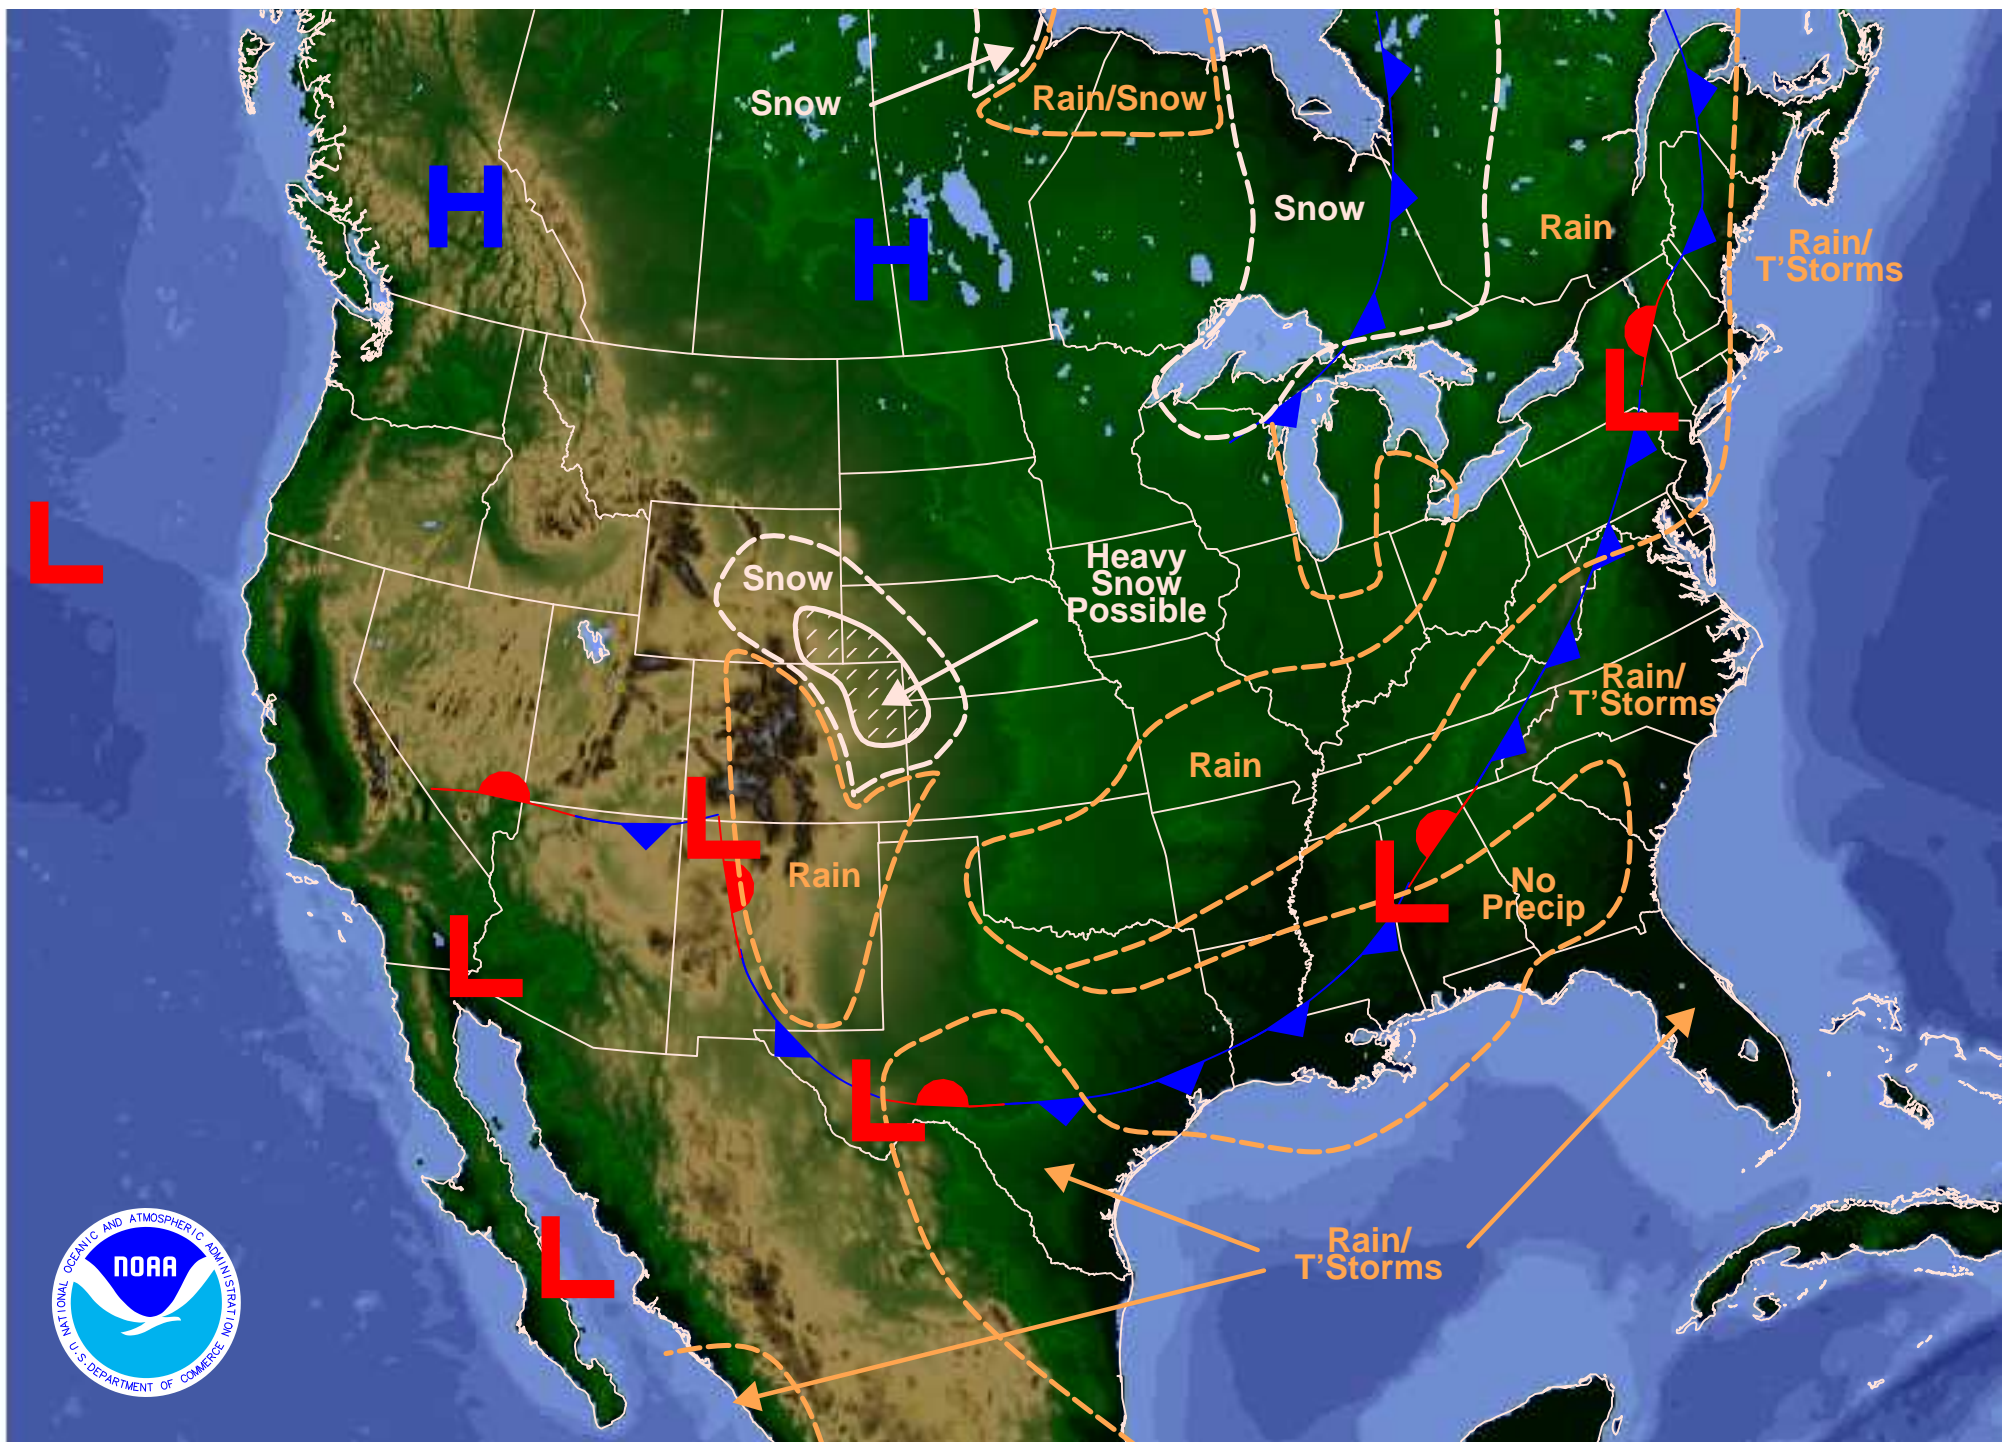 Snow
Rain/Snow
H
H
Snow
Rain
Rain/
T'Storms
L
L
Heavy
Snow
Possible
Snow
Rain/
T'Storms
Rain
L
Rain
L
No
Precip
L
L
Rain/
T'Storms
L
NATIONAL OCEANIC AND ATMOSPHERIC ADMINISTRATION
NOAA
U.S. DEPARTMENT OF COMMERCE